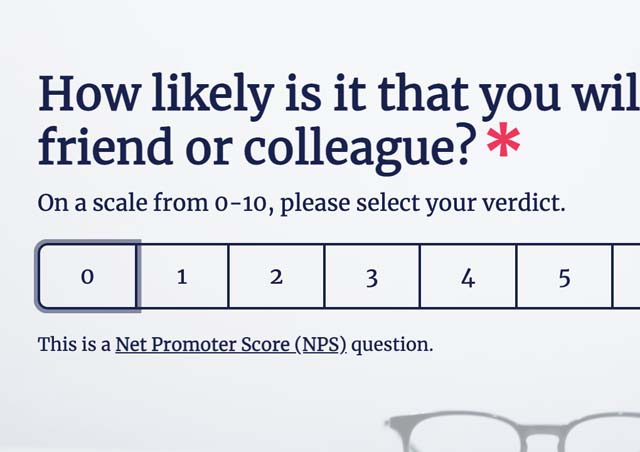 How likely is it that you wil
friend or colleague? *
On a scale from 0-10, please select your verdict.
0 1 2 3 4 5
This is a Net Promoter Score (NPS) question.